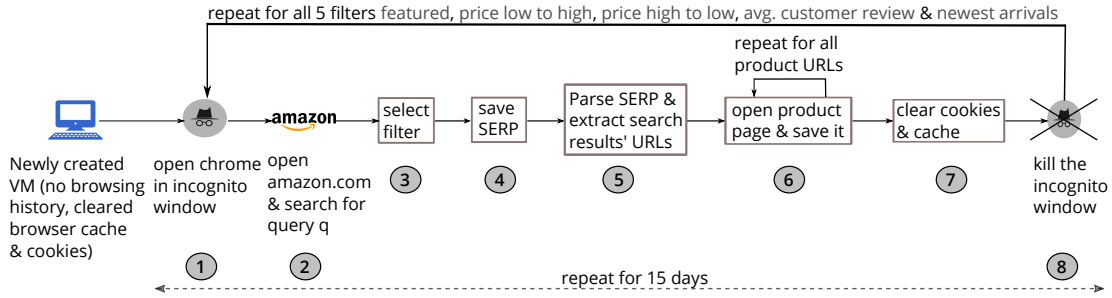 repeat for all 5 filters featured, price low to high, price high to low, avg. customer review & newest arrivals
repeat for all
product URLs
amazon
select
filter
save
SERP
Parse SERP &
extract search
results' URLs
open product
page & save it
clear cookies
& cache
Newly created
VM (no browsing
history, cleared
browser cache
& cookies)
open chrome
in incognito
window
open
amazon.com
& search for
query q
kill the
incognito
window
1
2
3
4
5
6
7
8
repeat for 15 days